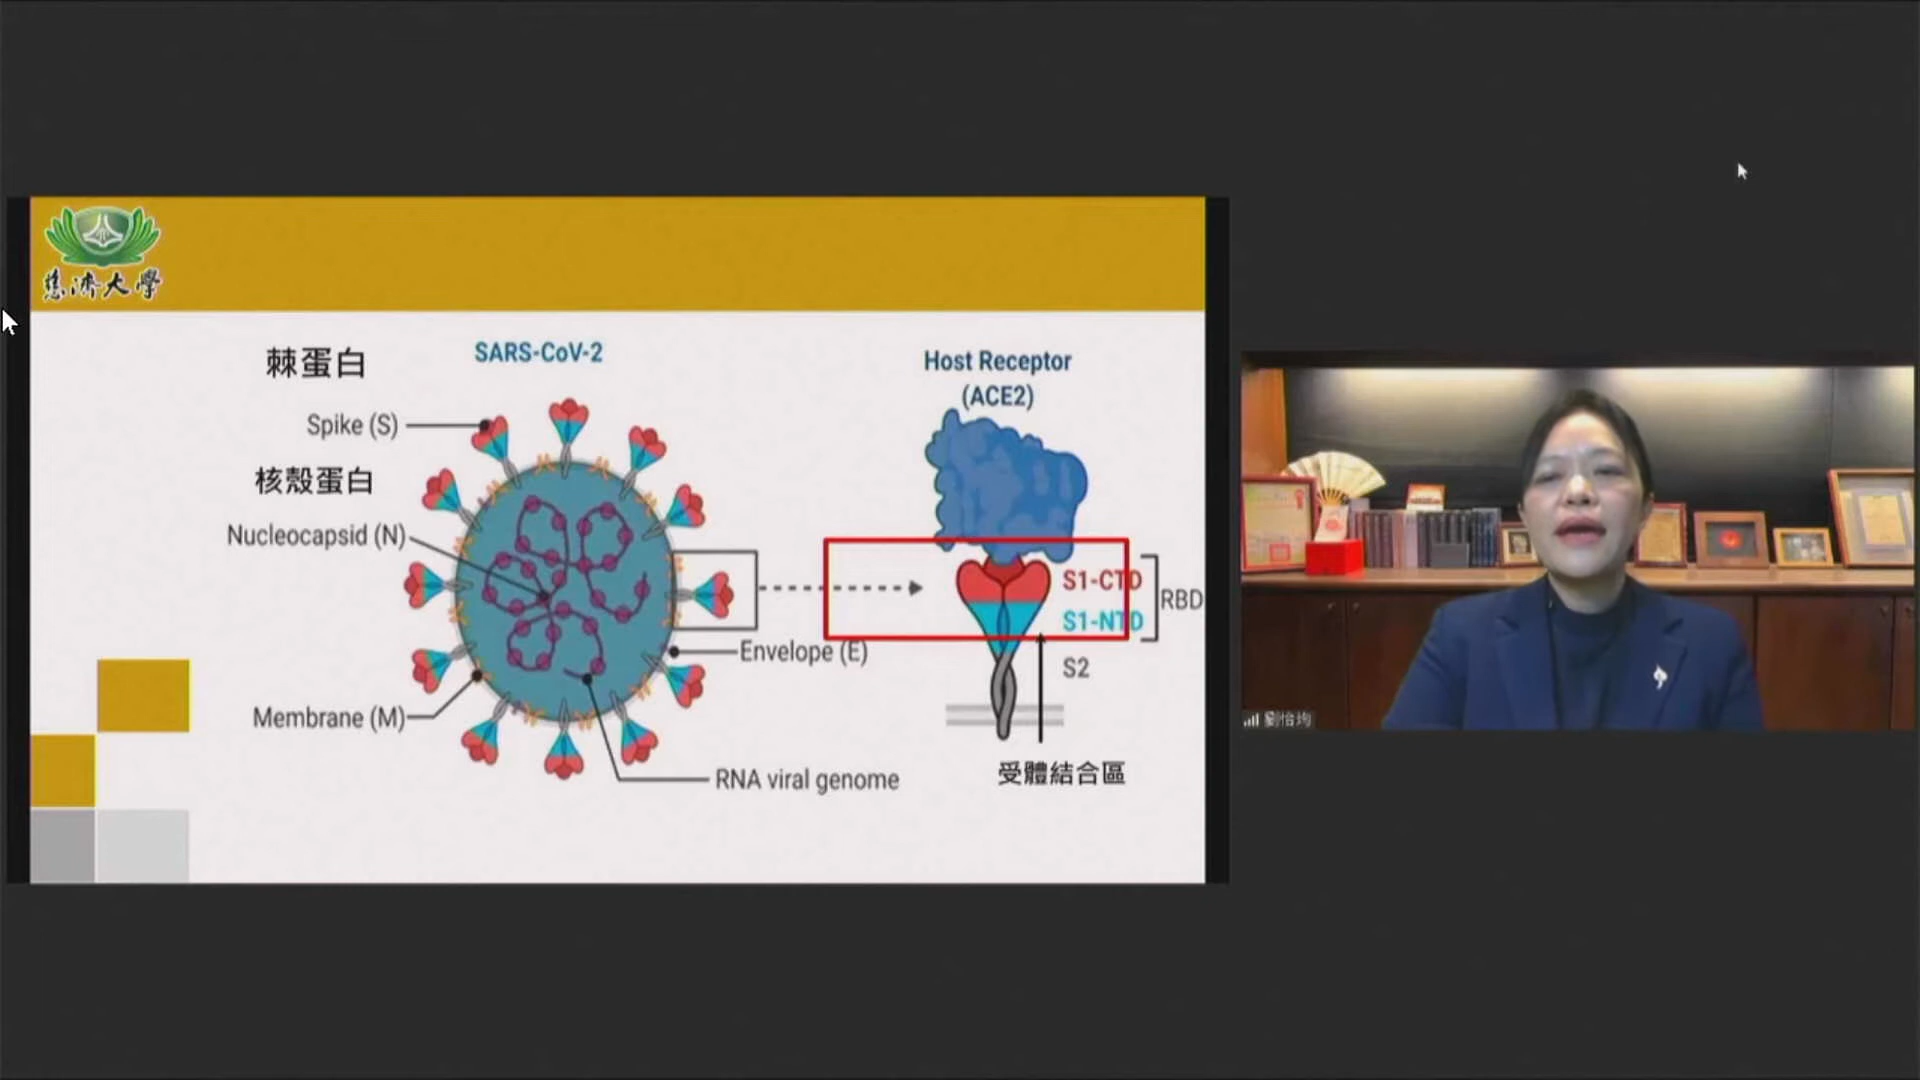 慈濟大學
棘蛋白
SARS-CoV-2
Spike (S)
核殼蛋白
Nucleocapsid (N)
Membrane (M)
Envelope (E)
RNA viral genome
Host Receptor
(ACE2)
S1-CTD
S1-NTD
RBD
S2
受體結合區
劉怡均